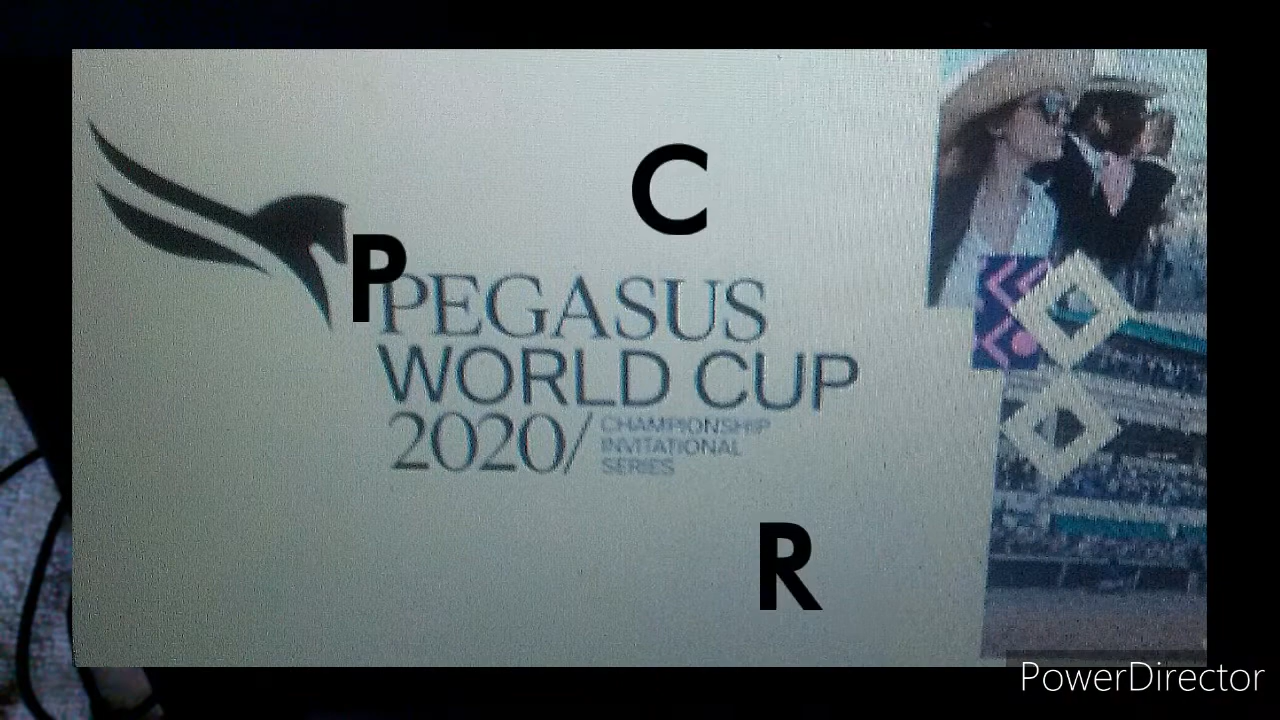 C
P
PEGASUS
WORLD CUP
2020/ CHAMPIONSHIP
INVITATIONAL
SERIES
R
PowerDirector